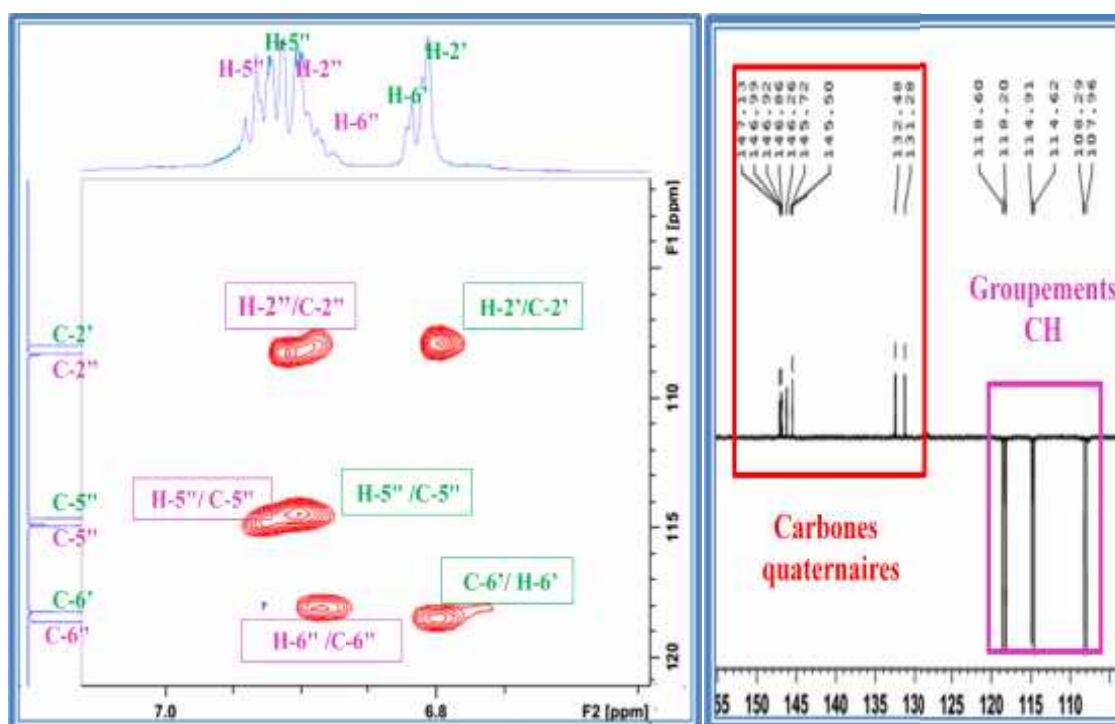 H-5''
H-2'
H-5''
H-2''
H-6'
H-6''
F1 [ppm]
H-2''/C-2''
H-2'/C-2'
C-2'
C-2''
110
H-5''/ C-5''
H-5'' /C-5''
C-5''
C-5''
115
C-6'/ H-6'
C-6'
C-6''
H-6'' /C-6''
120
7.0
6.8
F2 [ppm]
147.13
146.99
146.92
146.86
146.26
145.72
145.50
132.48
131.28
118.60
118.20
114.91
114.62
108.29
107.96
Groupements
CH
Carbones
quaternaires
55 150 145 140 135 130 125 120 115 110